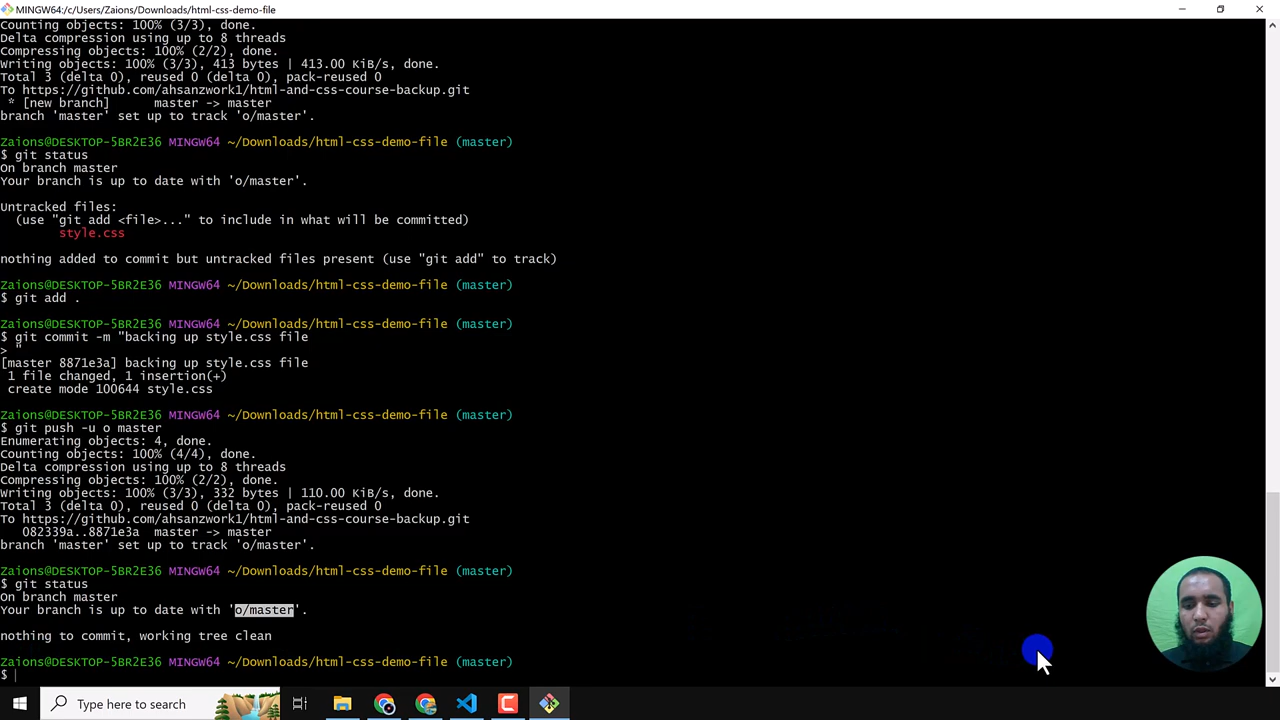 MINGW64:/c/Users/Zaions/Downloads/html-css-demo-file
Counting objects: 100% (3/3), done.
Delta compression using up to 8 threads
Compressing objects: 100% (2/2), done.
Writing objects: 100% (3/3), 413 bytes | 413.00 KiB/s, done.
Total 3 (delta 0), reused 0 (delta 0), pack-reused 0
To https://github.com/ahsanzwork1/html-and-css-course-backup.git
 * [new branch]      master -> master
branch 'master' set up to track 'o/master'.
Zaions@DESKTOP-5BR2E36 MINGW64 ~/Downloads/html-css-demo-file (master)
$ git status
On branch master
Your branch is up to date with 'o/master'.
Untracked files:
  (use "git add <file>..." to include in what will be committed)
        style.css
nothing added to commit but untracked files present (use "git add" to track)
Zaions@DESKTOP-5BR2E36 MINGW64 ~/Downloads/html-css-demo-file (master)
$ git add .
Zaions@DESKTOP-5BR2E36 MINGW64 ~/Downloads/html-css-demo-file (master)
$ git commit -m "backing up style.css file
> "
[master 8871e3a] backing up style.css file
 1 file changed, 1 insertion(+)
 create mode 100644 style.css
Zaions@DESKTOP-5BR2E36 MINGW64 ~/Downloads/html-css-demo-file (master)
$ git push -u o master
Enumerating objects: 4, done.
Counting objects: 100% (4/4), done.
Delta compression using up to 8 threads
Compressing objects: 100% (2/2), done.
Writing objects: 100% (3/3), 332 bytes | 110.00 KiB/s, done.
Total 3 (delta 0), reused 0 (delta 0), pack-reused 0
To https://github.com/ahsanzwork1/html-and-css-course-backup.git
   082339a..8871e3a  master -> master
branch 'master' set up to track 'o/master'.
Zaions@DESKTOP-5BR2E36 MINGW64 ~/Downloads/html-css-demo-file (master)
$ git status
On branch master
Your branch is up to date with 'o/master'.
nothing to commit, working tree clean
Zaions@DESKTOP-5BR2E36 MINGW64 ~/Downloads/html-css-demo-file (master)
$
Type here to search